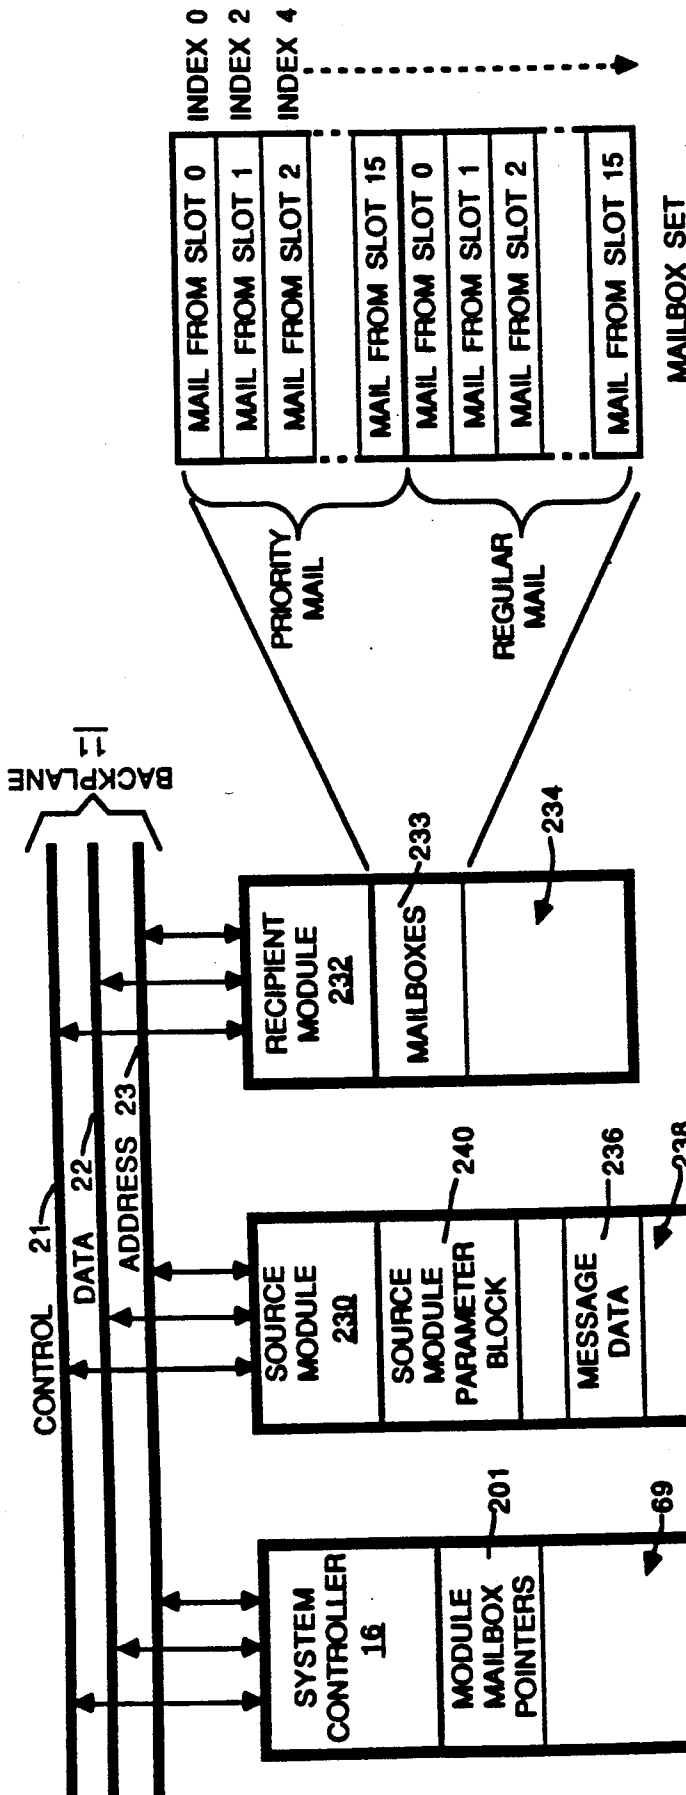 CONTROL 21
DATA 22
ADDRESS 23
BACKPLANE
11
SYSTEM
CONTROLLER
16
MODULE
MAILBOX
POINTERS
201
69
SOURCE
MODULE
230
SOURCE
MODULE
PARAMETER
BLOCK
240
MESSAGE
DATA
236
238
RECIPIENT
MODULE
232
MAILBOXES
233
234
PRIORITY
MAIL
REGULAR
MAIL
MAIL FROM SLOT 0 INDEX 0
MAIL FROM SLOT 1 INDEX 2
MAIL FROM SLOT 2 INDEX 4
MAIL FROM SLOT 15
MAIL FROM SLOT 0
MAIL FROM SLOT 1
MAIL FROM SLOT 2
MAIL FROM SLOT 15
MAILBOX SET